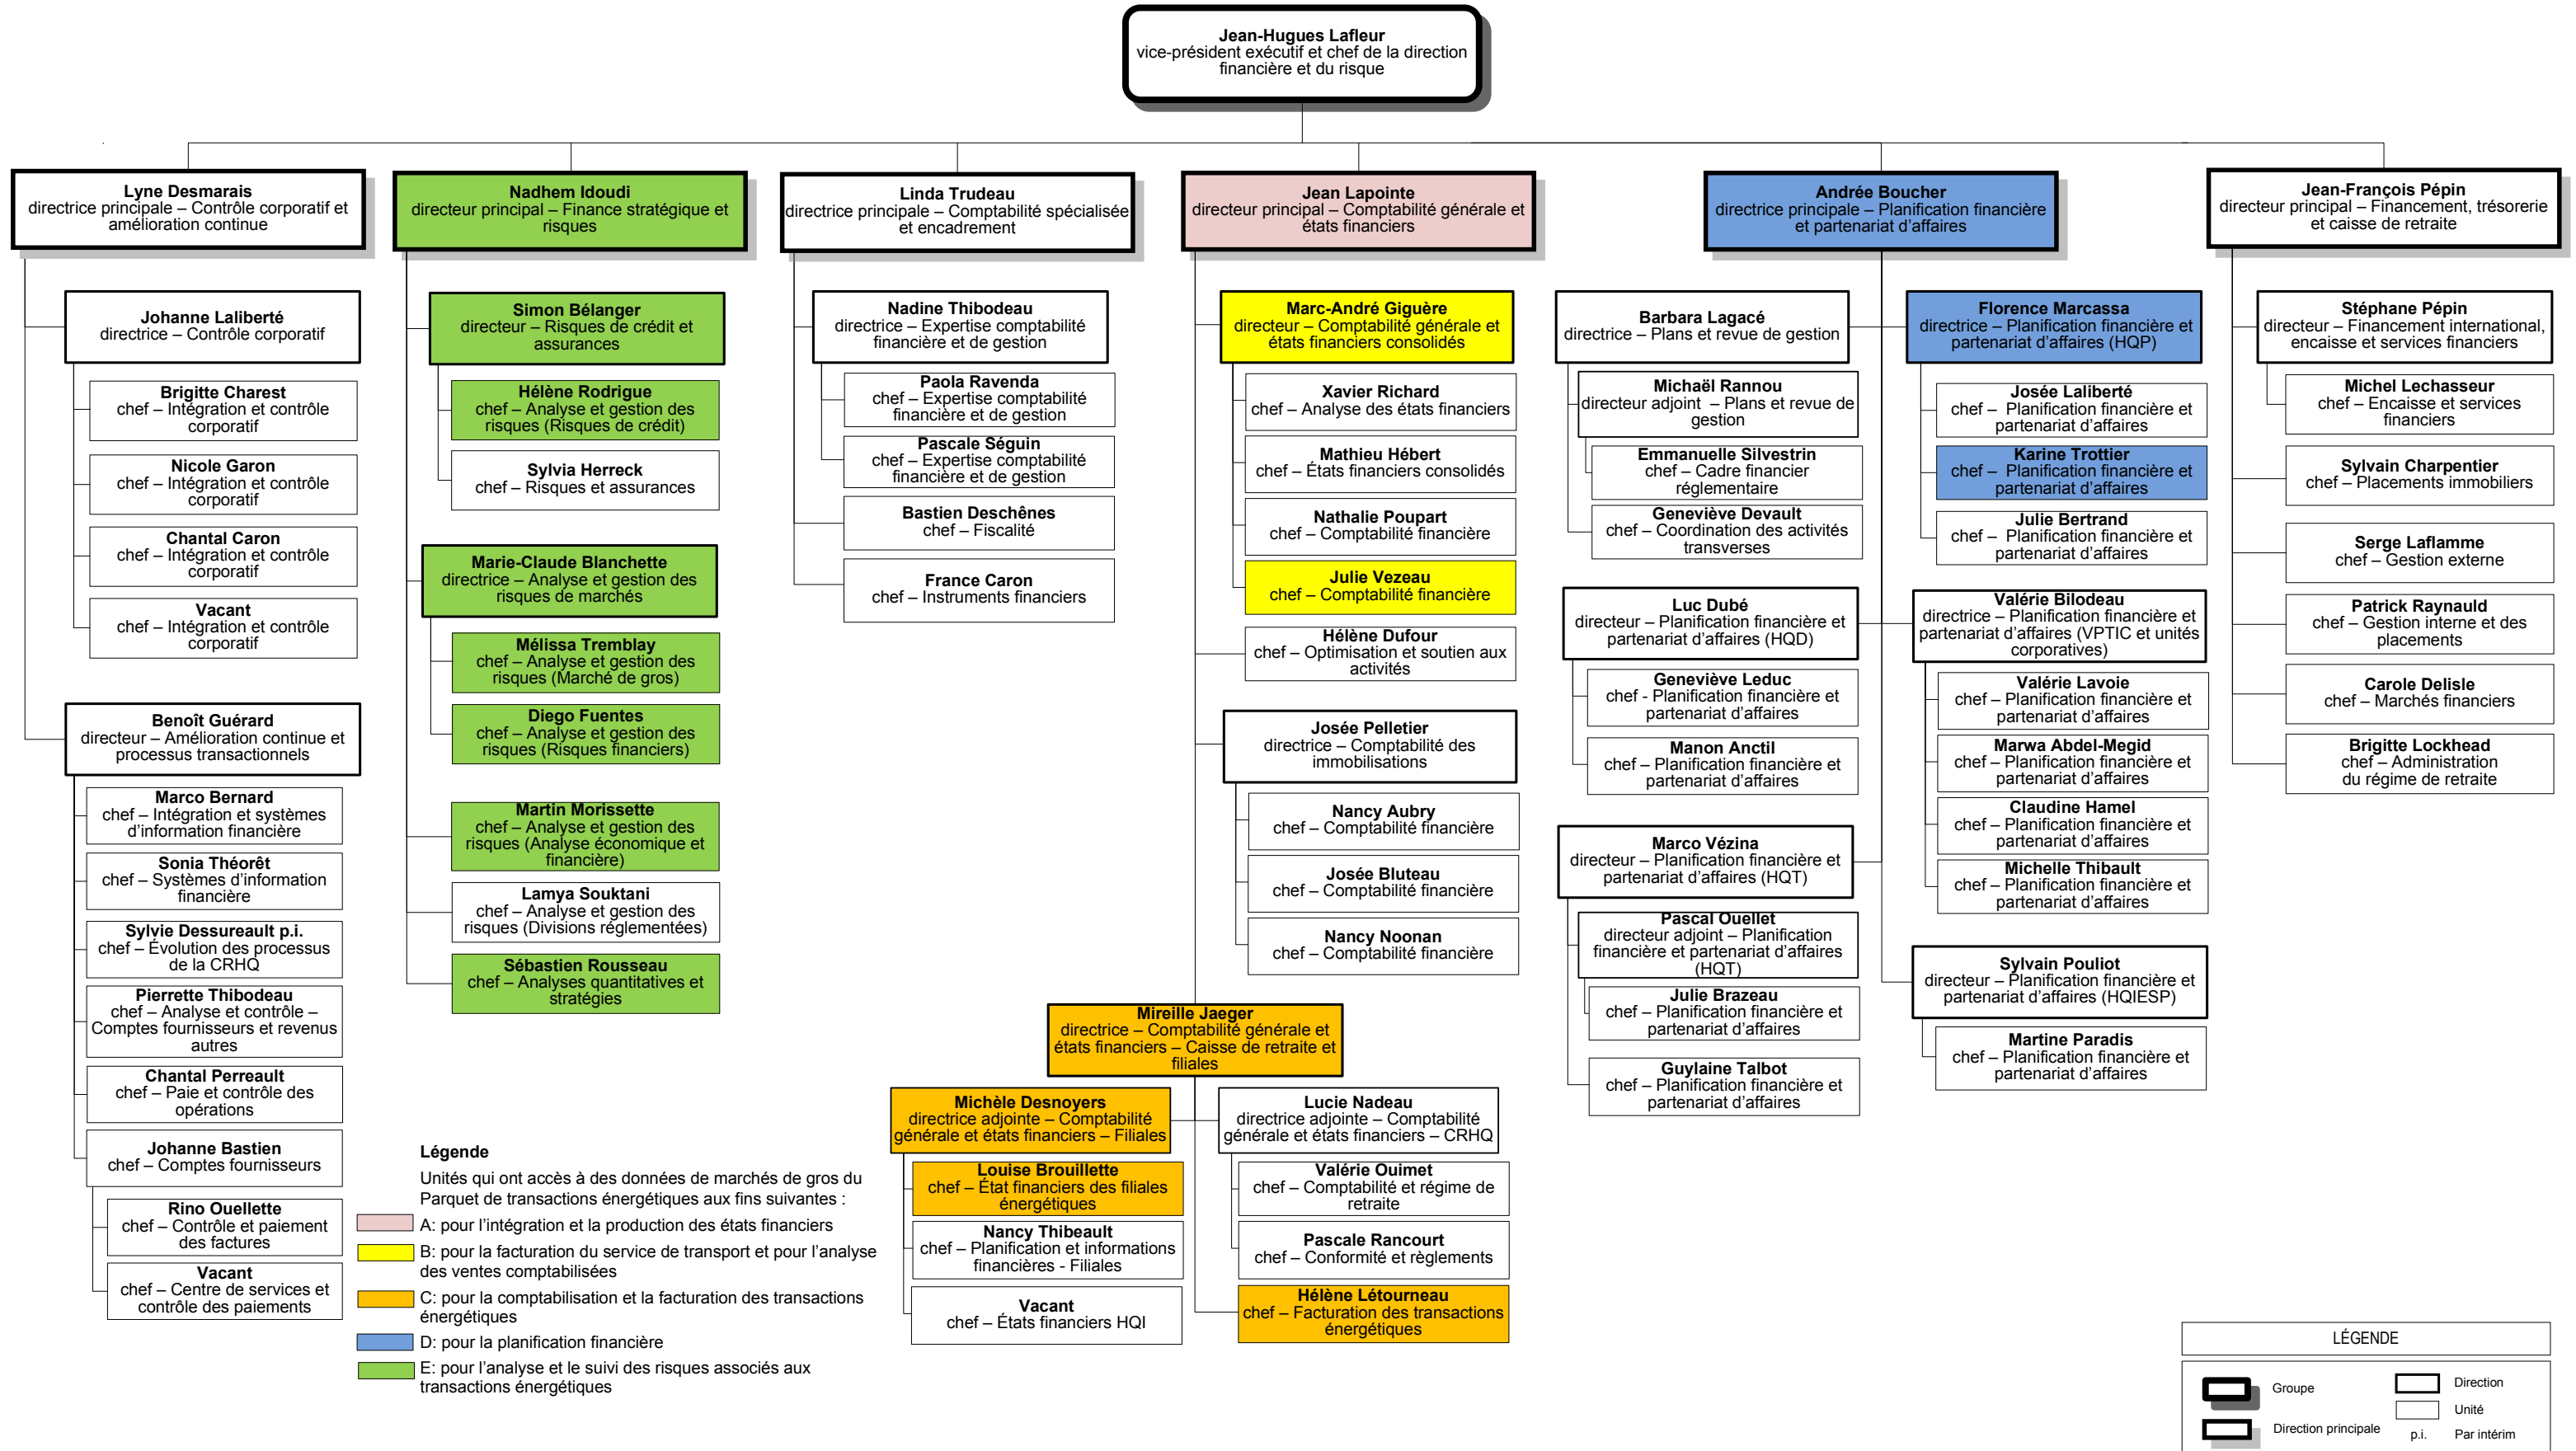 Jean-Hugues Lafleur
vice-président exécutif et chef de la direction
financière et du risque
Lyne Desmarais
directrice principale – Contrôle corporatif et
amélioration continue
Johanne Laliberté
directrice – Contrôle corporatif
Brigitte Charest
chef – Intégration et contrôle
corporatif
Nicole Garon
chef – Intégration et contrôle
corporatif
Chantal Caron
chef – Intégration et contrôle
corporatif
Vacant
chef – Intégration et contrôle
corporatif
Benoît Guérard
directeur – Amélioration continue et
processus transactionnels
Marco Bernard
chef – Intégration et systèmes
d'information financière
Sonia Théorêt
chef – Systèmes d'information
financière
Sylvie Dessureault p.i.
chef – Évolution des processus
de la CRHQ
Pierrette Thibodeau
chef – Analyse et contrôle –
Comptes fournisseurs et revenus
autres
Chantal Perreault
chef – Paie et contrôle des
opérations
Johanne Bastien
chef – Comptes fournisseurs
Rino Ouellette
chef – Contrôle et paiement
des factures
Vacant
chef – Centre de services et
contrôle des paiements
Nadhem Idoudi
directeur principal – Finance stratégique et
risques
Simon Bélanger
directeur – Risques de crédit et
assurances
Hélène Rodrigue
chef – Analyse et gestion des
risques (Risques de crédit)
Sylvia Herreck
chef – Risques et assurances
Marie-Claude Blanchette
directrice – Analyse et gestion des
risques de marchés
Mélissa Tremblay
chef – Analyse et gestion des
risques (Marché de gros)
Diego Fuentes
chef – Analyse et gestion des
risques (Risques financiers)
Martin Morissette
chef – Analyse et gestion des
risques (Analyse économique et
financière)
Lamya Souktani
chef – Analyse et gestion des
risques (Divisions réglementées)
Sébastien Rousseau
chef – Analyses quantitatives et
stratégies
Linda Trudeau
directrice principale – Comptabilité spécialisée
et encadrement
Nadine Thibodeau
directrice – Expertise comptabilité
financière et de gestion
Paola Ravenda
chef – Expertise comptabilité
financière et de gestion
Pascale Séguin
chef – Expertise comptabilité
financière et de gestion
Bastien Deschênes
chef – Fiscalité
France Caron
chef – Instruments financiers
Jean Lapointe
directeur principal – Comptabilité générale et
états financiers
Marc-André Giguère
directeur – Comptabilité générale et
états financiers consolidés
Xavier Richard
chef – Analyse des états financiers
Mathieu Hébert
chef – États financiers consolidés
Nathalie Poupart
chef – Comptabilité financière
Julie Vezeau
chef – Comptabilité financière
Hélène Dufour
chef – Optimisation et soutien aux
activités
Josée Pelletier
directrice – Comptabilité des
immobilisations
Nancy Aubry
chef – Comptabilité financière
Josée Bluteau
chef – Comptabilité financière
Nancy Noonan
chef – Comptabilité financière
Mireille Jaeger
directrice – Comptabilité générale et
états financiers – Caisse de retraite et
filiales
Michèle Desnoyers
directrice adjointe – Comptabilité
générale et états financiers – Filiales
Louise Brouillette
chef – État financiers des filiales
énergétiques
Nancy Thibeault
chef – Planification et informations
financières - Filiales
Vacant
chef – États financiers HQI
Lucie Nadeau
directrice adjointe – Comptabilité
générale et états financiers – CRHQ
Valérie Ouimet
chef – Comptabilité et régime de
retraite
Pascale Rancourt
chef – Conformité et règlements
Hélène Létourneau
chef – Facturation des transactions
énergétiques
Andrée Boucher
directrice principale – Planification financière
et partenariat d'affaires
Barbara Lagacé
directrice – Plans et revue de gestion
Michaël Rannou
directeur adjoint – Plans et revue de
gestion
Emmanuelle Silvestrin
chef – Cadre financier
réglementaire
Geneviève Devault
chef – Coordination des activités
transverses
Luc Dubé
directeur – Planification financière et
partenariat d'affaires (HQD)
Geneviève Leduc
chef - Planification financière et
partenariat d'affaires
Manon Anctil
chef – Planification financière et
partenariat d'affaires
Marco Vézina
directeur – Planification financière et
partenariat d'affaires (HQT)
Pascal Ouellet
directeur adjoint – Planification
financière et partenariat d'affaires
(HQT)
Julie Brazeau
chef – Planification financière et
partenariat d'affaires
Guylaine Talbot
chef – Planification financière et
partenariat d'affaires
Florence Marcassa
directrice – Planification financière et
partenariat d'affaires (HQP)
Josée Laliberté
chef – Planification financière et
partenariat d'affaires
Karine Trottier
chef – Planification financière et
partenariat d'affaires
Julie Bertrand
chef – Planification financière et
partenariat d'affaires
Valérie Bilodeau
directrice – Planification financière et
partenariat d'affaires (VPTIC et unités
corporatives)
Valérie Lavoie
chef – Planification financière et
partenariat d'affaires
Marwa Abdel-Megid
chef – Planification financière et
partenariat d'affaires
Claudine Hamel
chef – Planification financière et
partenariat d'affaires
Michelle Thibault
chef – Planification financière et
partenariat d'affaires
Sylvain Pouliot
directeur – Planification financière et
partenariat d'affaires (HQIESP)
Martine Paradis
chef – Planification financière et
partenariat d'affaires
Jean-François Pépin
directeur principal – Financement, trésorerie
et caisse de retraite
Stéphane Pépin
directeur – Financement international,
encaisse et services financiers
Michel Lechasseur
chef – Encaisse et services
financiers
Sylvain Charpentier
chef – Placements immobiliers
Serge Laflamme
chef – Gestion externe
Patrick Raynauld
chef – Gestion interne et des
placements
Carole Delisle
chef – Marchés financiers
Brigitte Lockhead
chef – Administration
du régime de retraite
Légende
Unités qui ont accès à des données de marchés de gros du
Parquet de transactions énergétiques aux fins suivantes :
A: pour l'intégration et la production des états financiers
B: pour la facturation du service de transport et pour l'analyse
des ventes comptabilisées
C: pour la comptabilisation et la facturation des transactions
énergétiques
D: pour la planification financière
E: pour l'analyse et le suivi des risques associés aux
transactions énergétiques
LÉGENDE
Groupe
Direction
Unité
Direction principale
p.i. Par intérim